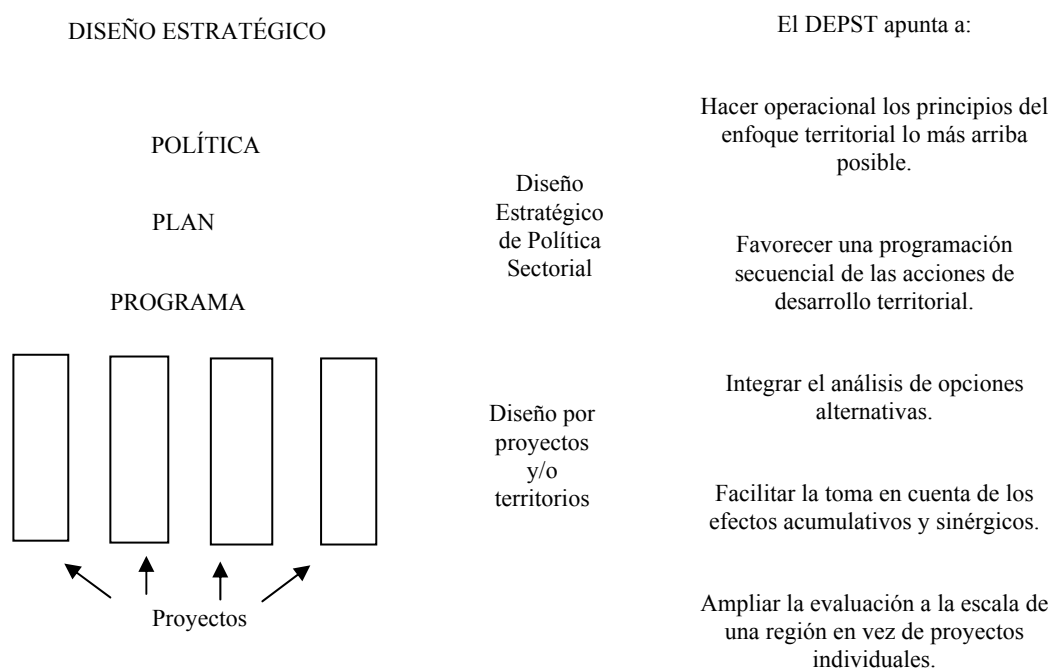 DISEÑO ESTRATÉGICO
POLÍTICA
PLAN
PROGRAMA
Proyectos
Diseño
Estratégico
de Política
Sectorial
Diseño por
proyectos
y/o
territorios
El DEPST apunta a:
Hacer operacional los principios del
enfoque territorial lo más arriba
posible.
Favorecer una programación
secuencial de las acciones de
desarrollo territorial.
Integrar el análisis de opciones
alternativas.
Facilitar la toma en cuenta de los
efectos acumulativos y sinérgicos.
Ampliar la evaluación a la escala de
una región en vez de proyectos
individuales.